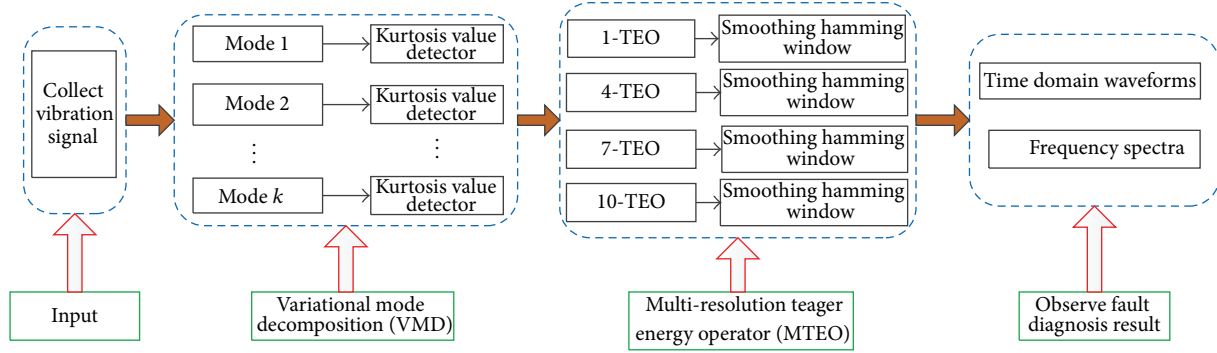 Collect
vibration
signal
Mode 1
Kurtosis value
detector
Mode 2
Kurtosis value
detector
⋮
⋮
Mode k
Kurtosis value
detector
1-TEO
Smoothing hamming
window
4-TEO
Smoothing hamming
window
7-TEO
Smoothing hamming
window
10-TEO
Smoothing hamming
window
Time domain waveforms
Frequency spectra
Input
Variational mode
decomposition (VMD)
Multi-resolution teager
energy operator (MTEO)
Observe fault
diagnosis result